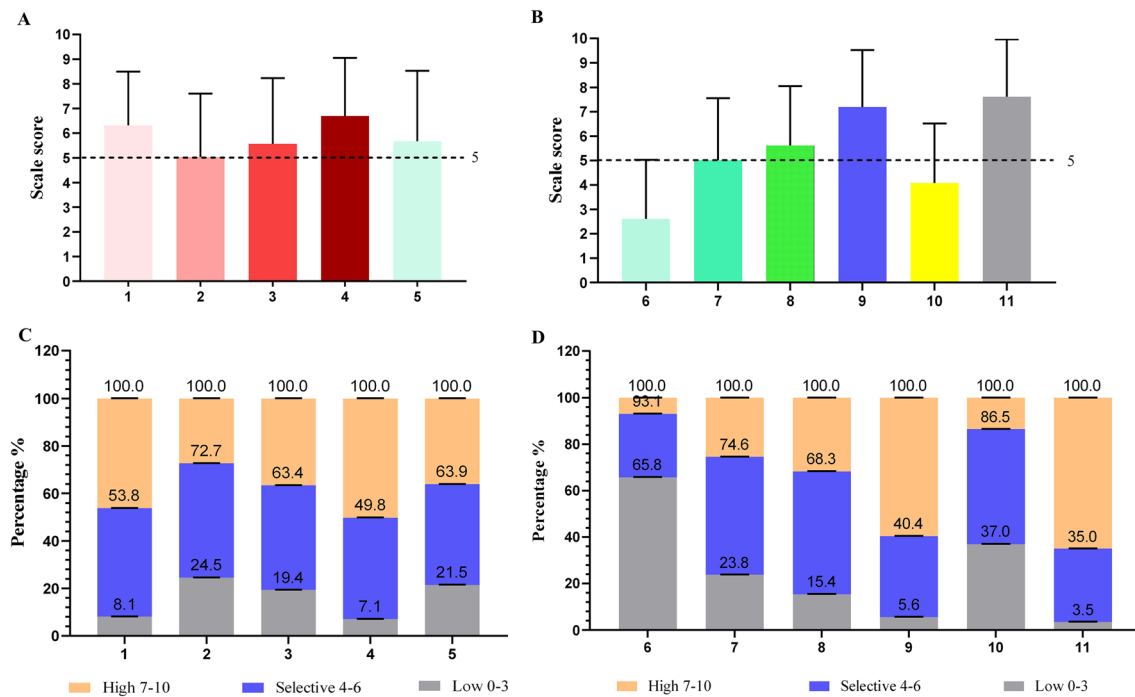 A
Scale score
10
9
8
7
6
5
4
3
2
1
0
5
1 2 3 4 5
B
Scale score
10
9
8
7
6
5
4
3
2
1
0
5
6 7 8 9 10 11
C
Percentage %
120
100
80
60
40
20
0
100.0 100.0 100.0 100.0 100.0
53.8 72.7 63.4 49.8 63.9
8.1 24.5 19.4 7.1 21.5
1 2 3 4 5
High 7-10 Selective 4-6 Low 0-3
D
Percentage %
120
100
80
60
40
20
0
100.0 100.0 100.0 100.0 100.0 100.0
93.1 74.6 68.3 40.4 86.5 35.0
65.8 23.8 15.4 5.6 37.0 3.5
6 7 8 9 10 11
High 7-10 Selective 4-6 Low 0-3